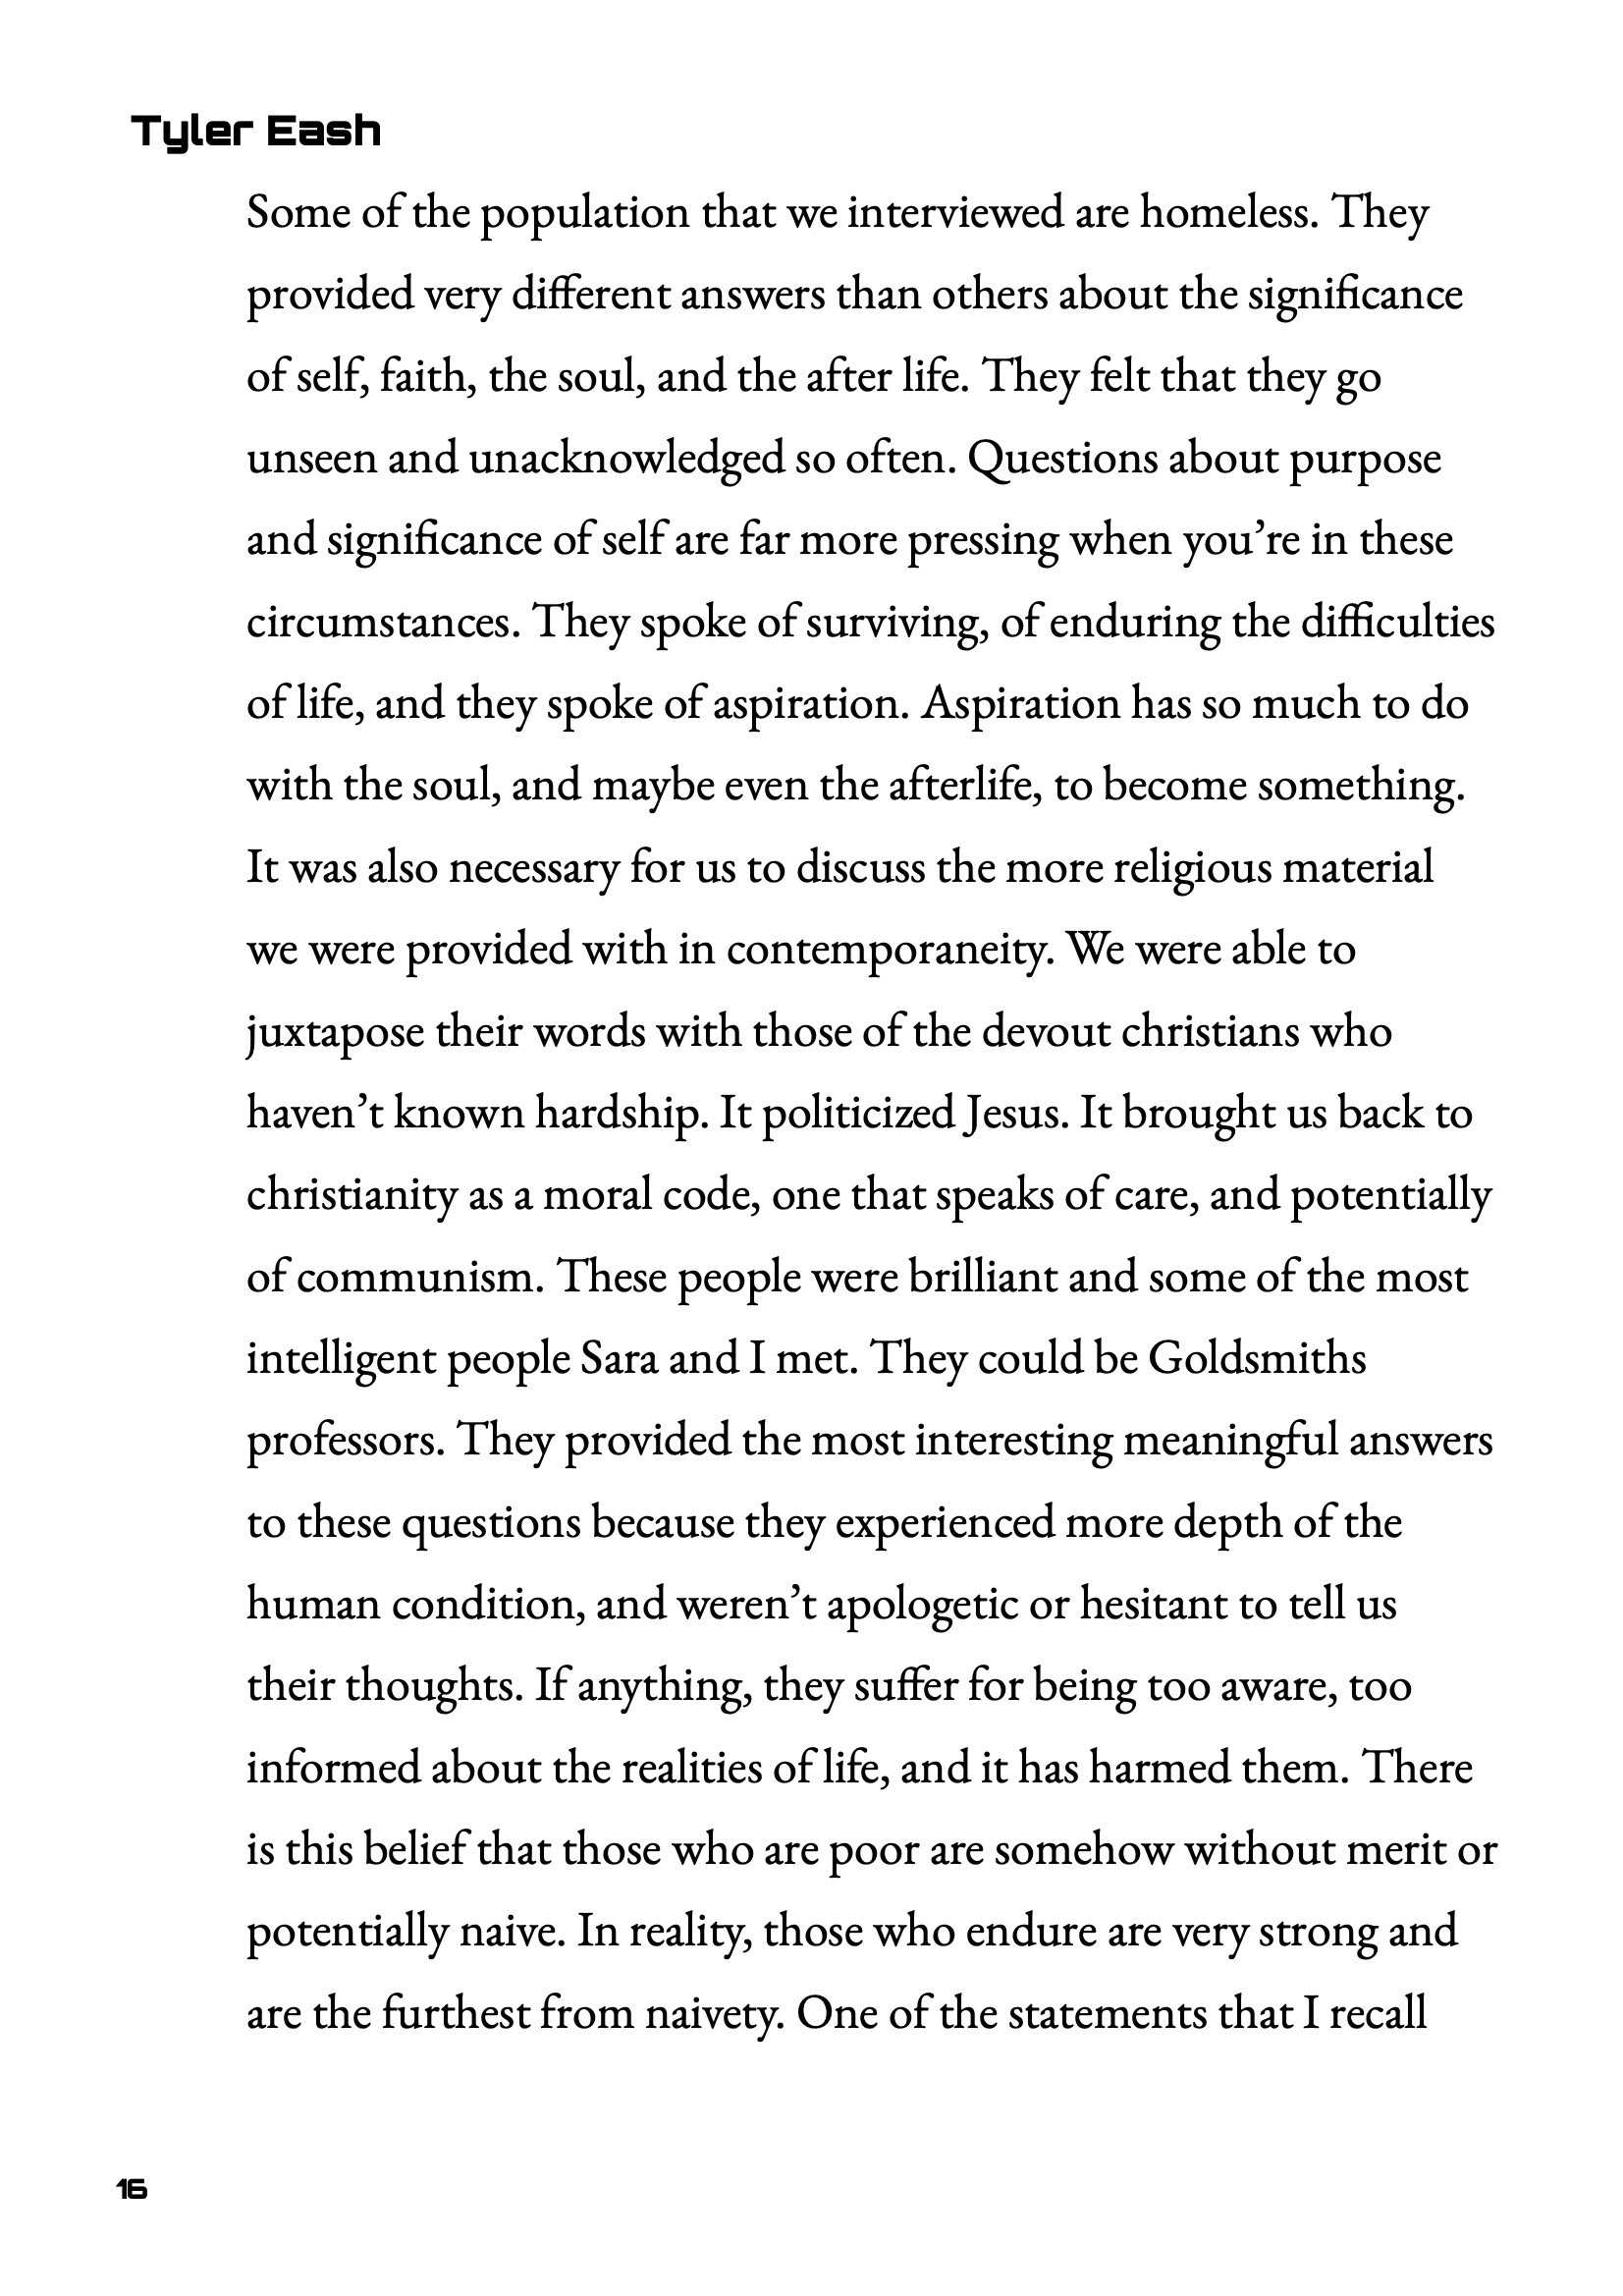 Tyler Eash
Some of the population that we interviewed are homeless. They
provided very different answers than others about the significance
of self, faith, the soul, and the after life. They felt that they go
unseen and unacknowledged so often. Questions about purpose
and significance of self are far more pressing when you’re in these
circumstances. They spoke of surviving, of enduring the difficulties
of life, and they spoke of aspiration. Aspiration has so much to do
with the soul, and maybe even the afterlife, to become something.
It was also necessary for us to discuss the more religious material
we were provided with in contemporaneity. We were able to
juxtapose their words with those of the devout christians who
haven’t known hardship. It politicized Jesus. It brought us back to
christianity as a moral code, one that speaks of care, and potentially
of communism. These people were brilliant and some of the most
intelligent people Sara and I met. They could be Goldsmiths
professors. They provided the most interesting meaningful answers
to these questions because they experienced more depth of the
human condition, and weren’t apologetic or hesitant to tell us
their thoughts. If anything, they suffer for being too aware, too
informed about the realities of life, and it has harmed them. There
is this belief that those who are poor are somehow without merit or
potentially naive. In reality, those who endure are very strong and
are the furthest from naivety. One of the statements that I recall
16